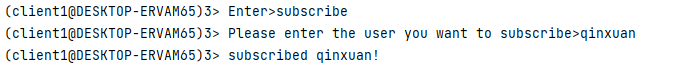 (client1@DESKTOP-ERVAM65)3> Enter>subscribe
(client1@DESKTOP-ERVAM65)3> Please enter the user you want to subscribe>qinxuan
(client1@DESKTOP-ERVAM65)3> subscribed qinxuan!